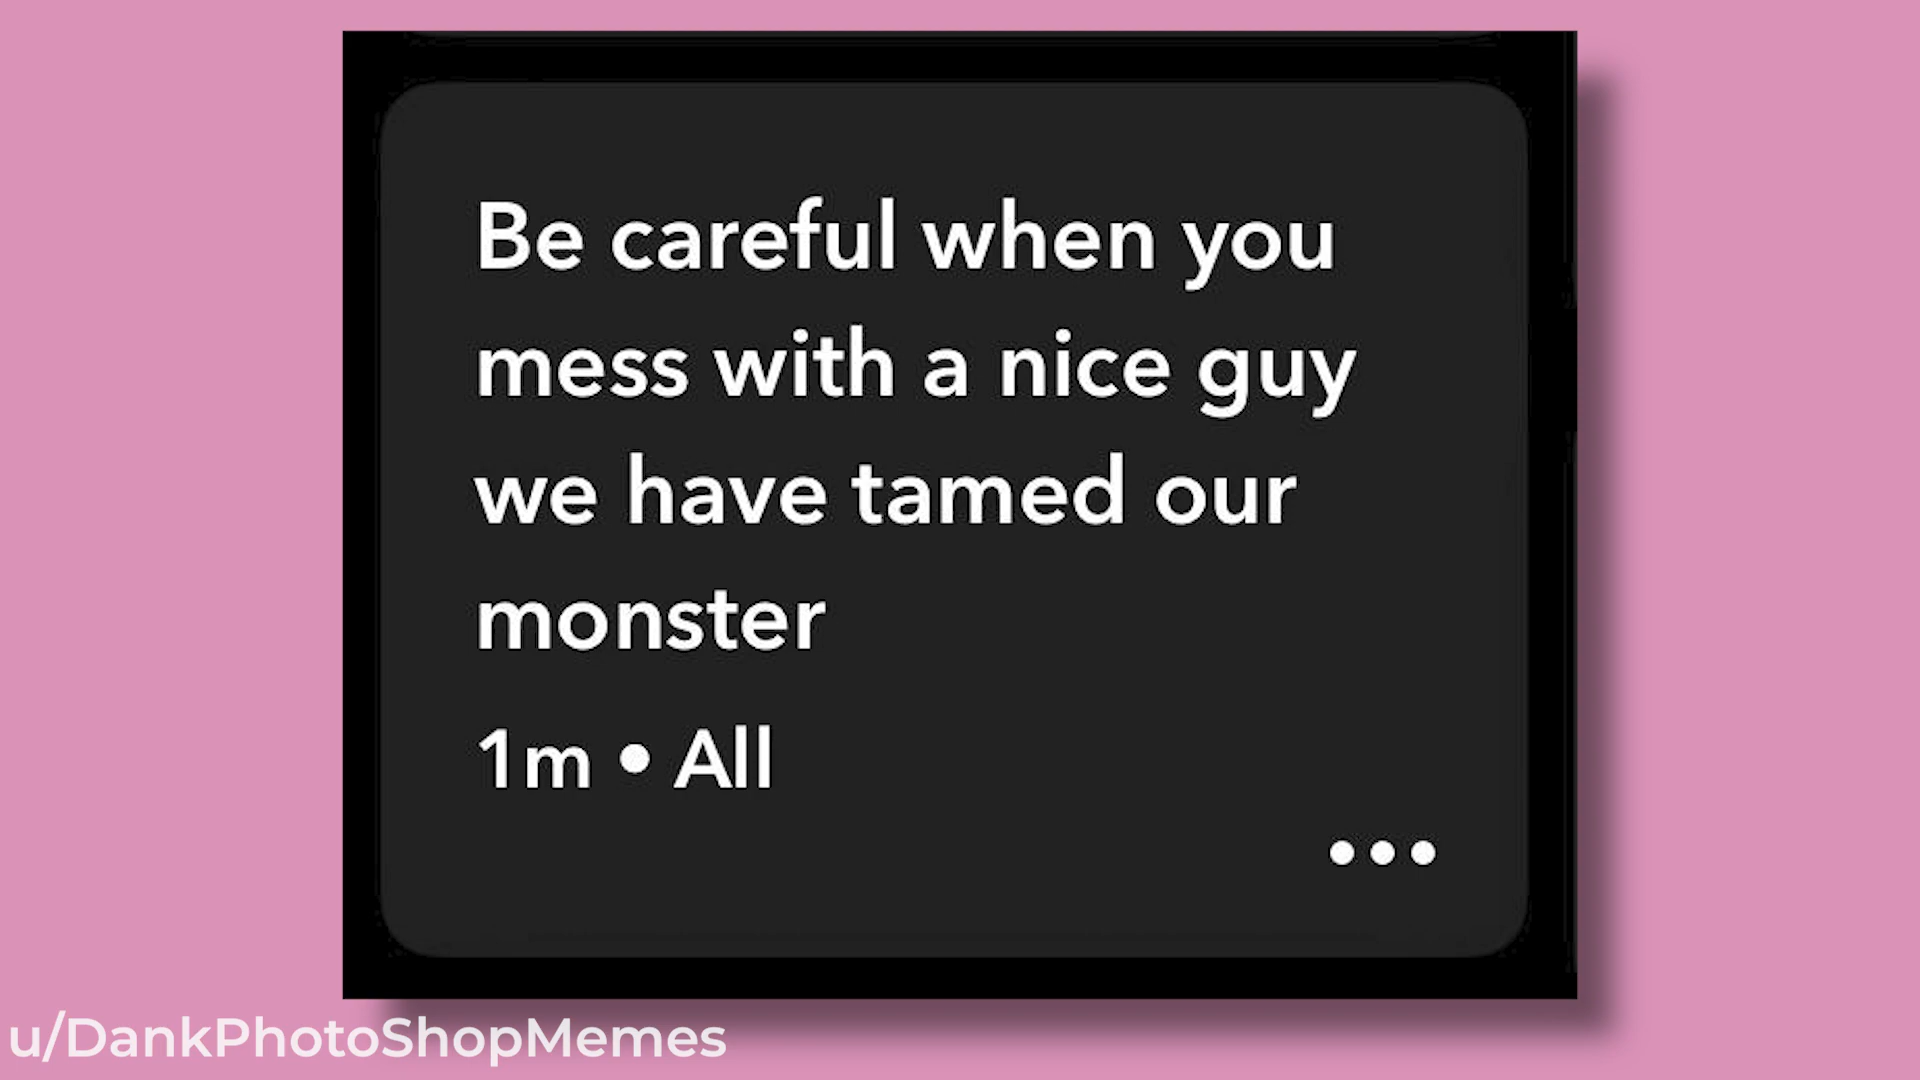 Be careful when you
mess with a nice guy
we have tamed our
monster
1m • All
•••
u/DankPhotoShopMemes